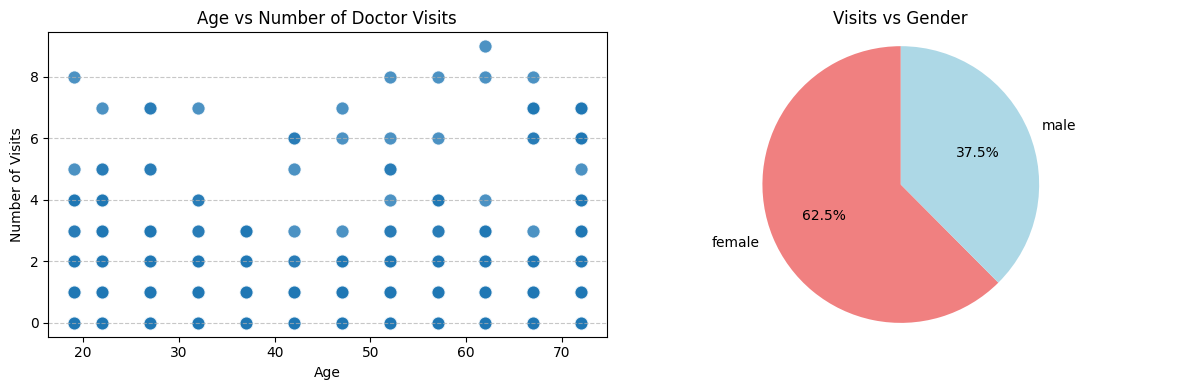 Age vs Number of Doctor Visits
8
6
4
2
0
Number of Visits
20 30 40 50 60 70
Age
Visits vs Gender
male
37.5%
62.5%
female